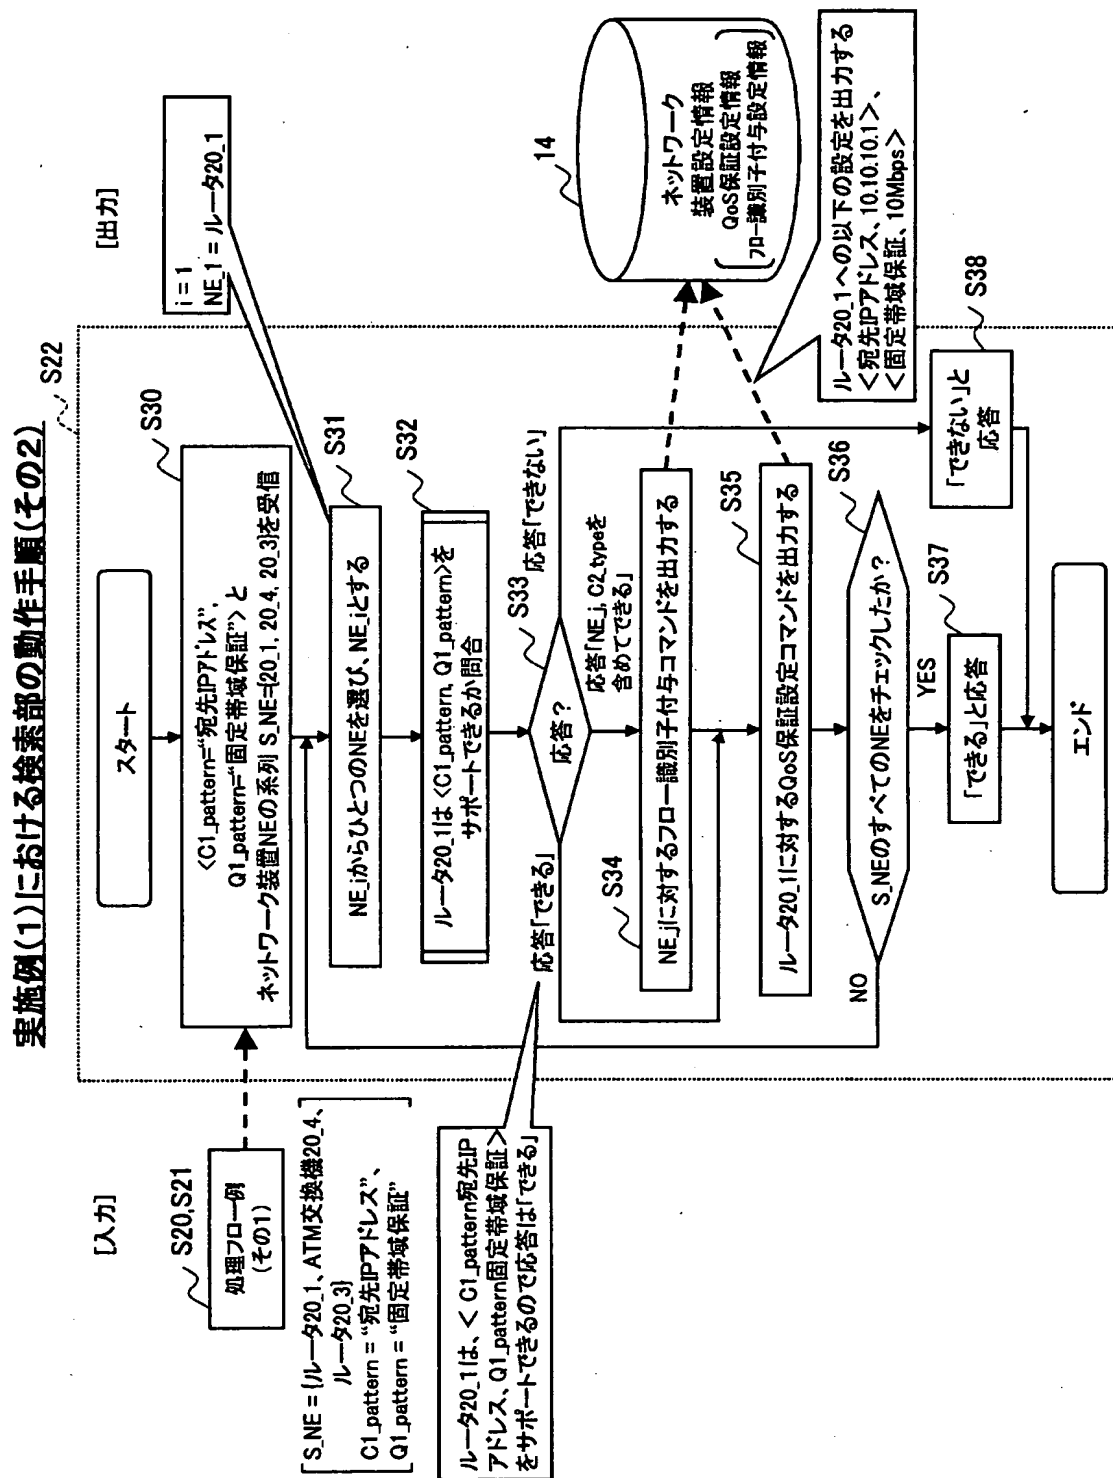 実施例(1)における検索部の動作手順(その2)
[入力]
[出力]
S22
スタート
S20,S21
処理フロー例
(その1)
S_NE = {ルータ20_1、ATM交換機20_4、
ルータ20_3}
C1_pattern = “宛先IPアドレス”、
Q1_pattern = “固定帯域保証”
S30
<C1_pattern=“宛先IPアドレス”,
Q1_pattern=“固定帯域保証”> と
ネットワーク装置NEの系列 S_NE={20_1, 20_4, 20_3}を受信
i = 1
NE_1 = ルータ20_1
S31
NE_iからひとつのNEを選び、NE_iとする
S32
ルータ20_1は <C1_pattern, Q1_pattern>を
サポートできるか問合
S33
応答?
応答「できる」
応答「できない」
応答「NE_j, C2_typeを
含めてできる」
ルータ20_1は、< C1_pattern宛先IP
アドレス、Q1_pattern固定帯域保証>
をサポートできるので応答は「できる」
S34
NE_jに対するフロー識別子付与コマンドを出力する
S35
ルータ20_1に対するQoS保証設定コマンドを出力する
14
ネットワーク
装置設定情報
QoS保証設定情報
フロー識別子付与設定情報
ルータ20_1への以下の設定を出力する
<宛先IPアドレス、10.10.10.1>、
<固定帯域保証、10Mbps>
S36
S_NEのすべてのNEをチェックしたか?
NO
YES
S37
「できる」と応答
S38
「できない」と
応答
エンド